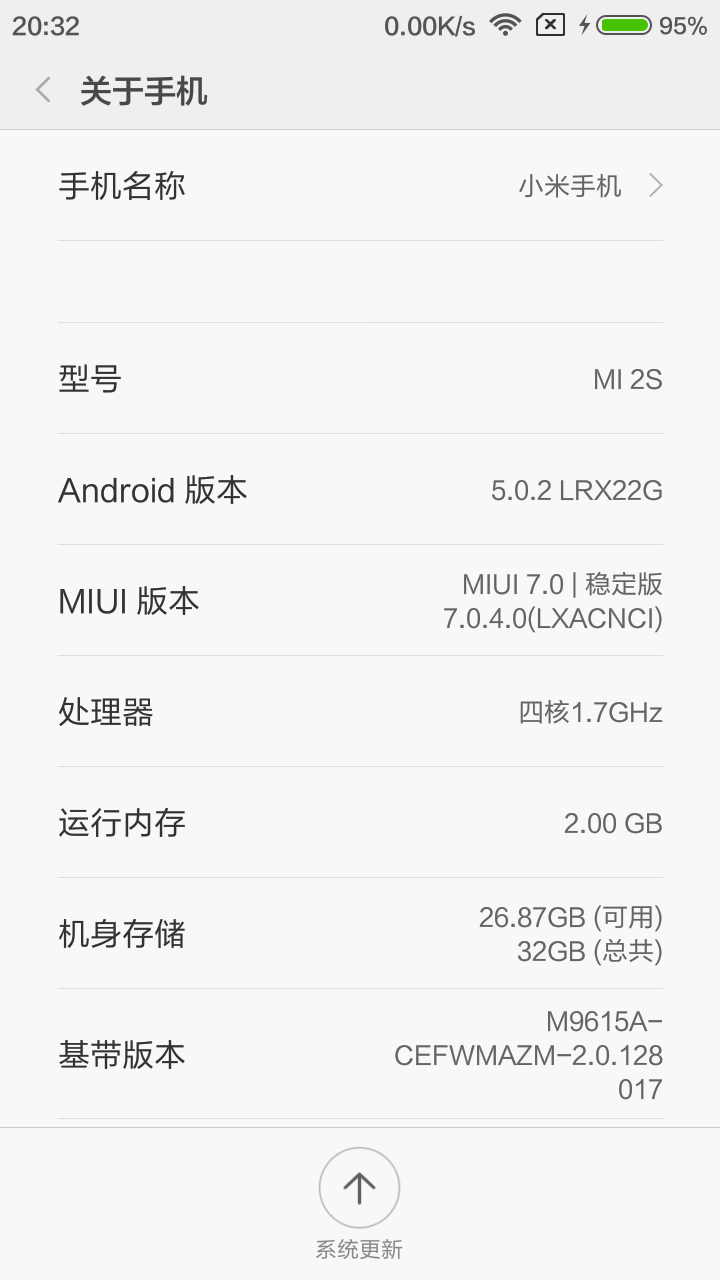 20:32 0.00K/s 95%
关于手机
手机名称 小米手机
型号 MI 2S
Android 版本 5.0.2 LRX22G
MIUI 版本 MIUI 7.0 | 稳定版
7.0.4.0(LXACNCI)
处理器 四核1.7GHz
运行内存 2.00 GB
机身存储 26.87GB (可用)
32GB (总共)
基带版本 M9615A-
CEFWMAZM-2.0.128
017
系统更新